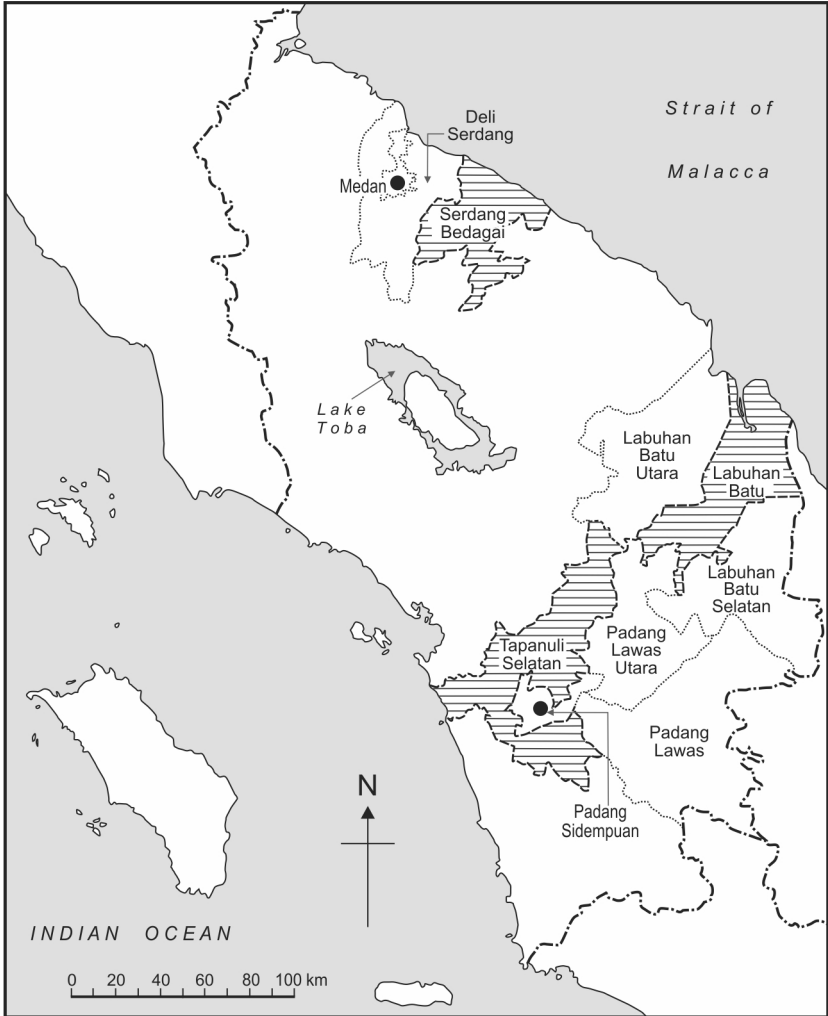 Strait of
Malacca
Deli
Serdang
Medan
Serdang
Bedagai
Lake
Toba
Labuhan
Batu
Utara
Labuhan
Batu
Labuhan
Batu
Selatan
Tapanuli
Selatan
Padang
Lawas
Utara
Padang
Lawas
Padang
Sidempuan
N
INDIAN OCEAN
0 20 40 60 80 100 km